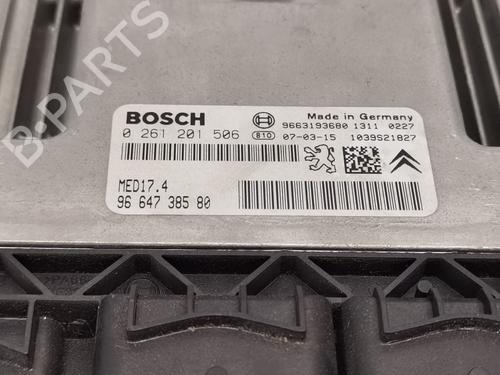 B-PARTS
BOSCH
Made in Germany
9663193680 1311 0227
0 261 201 506 810 07-03-15 1039S21827
MED17.4
96 647 385 80